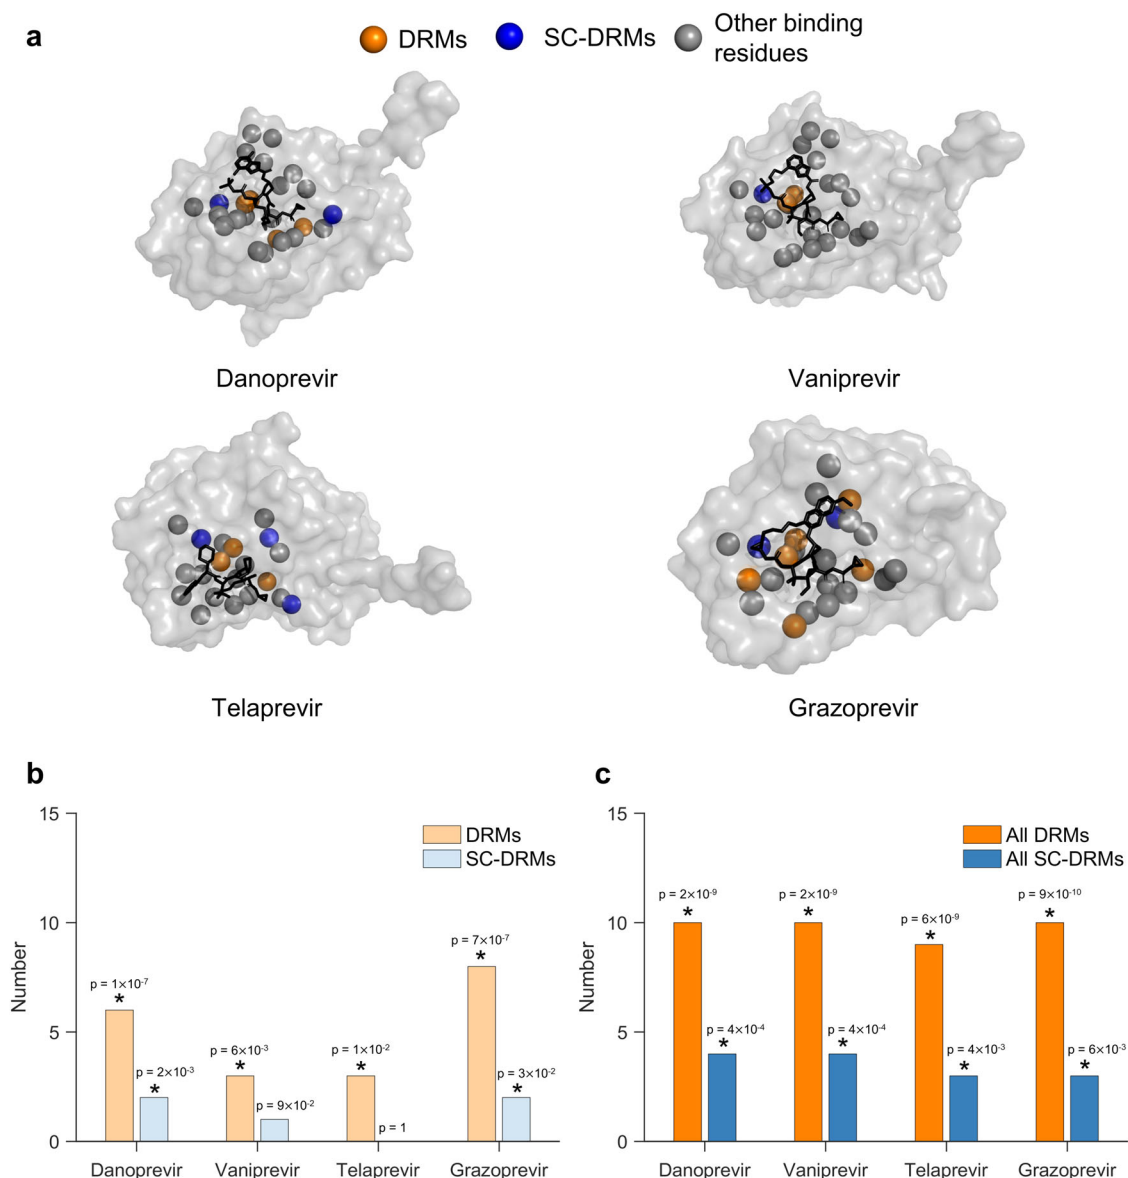 a
DRMs
SC-DRMs
Other binding
residues
Danoprevir
Vaniprevir
Telaprevir
Grazoprevir
b
15
10
5
0
Number
DRMs
SC-DRMs
p = 1×10-7
*
p = 2×10-3
*
p = 6×10-3
*
p = 9×10-2
p = 1×10-2
*
p = 1
p = 7×10-7
*
p = 3×10-2
*
Danoprevir
Vaniprevir
Telaprevir
Grazoprevir
c
15
10
5
0
Number
All DRMs
All SC-DRMs
p = 2×10-9
*
p = 4×10-4
*
p = 2×10-9
*
p = 4×10-4
*
p = 6×10-9
*
p = 4×10-3
*
p = 9×10-10
*
p = 6×10-3
*
Danoprevir
Vaniprevir
Telaprevir
Grazoprevir